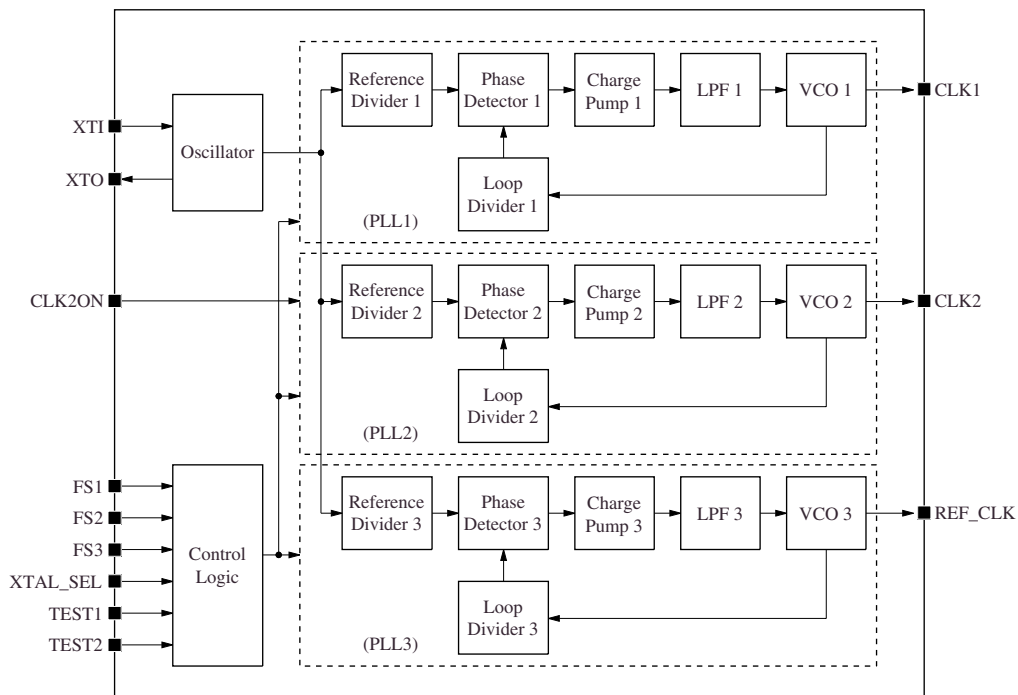 Reference
Divider 1
Phase
Detector 1
Charge
Pump 1
LPF 1
VCO 1
CLK1
XTI
XTO
Oscillator
Loop
Divider 1
(PLL1)
CLK2ON
Reference
Divider 2
Phase
Detector 2
Charge
Pump 2
LPF 2
VCO 2
CLK2
Loop
Divider 2
(PLL2)
FS1
FS2
FS3
XTAL_SEL
TEST1
TEST2
Control
Logic
Reference
Divider 3
Phase
Detector 3
Charge
Pump 3
LPF 3
VCO 3
REF_CLK
Loop
Divider 3
(PLL3)